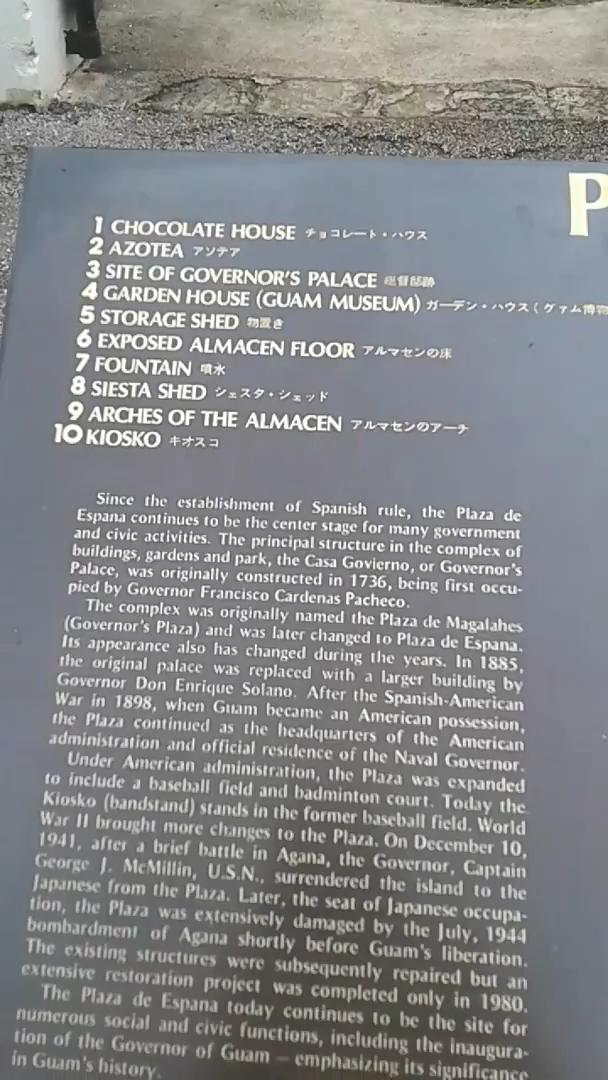 P
1 CHOCOLATE HOUSE チョコレート・ハウス
2 AZOTEA アソテア
3 SITE OF GOVERNOR'S PALACE 総督邸跡
4 GARDEN HOUSE (GUAM MUSEUM) ガーデン・ハウス(グァム博物
5 STORAGE SHED 物置き
6 EXPOSED ALMACEN FLOOR アルマセンの床
7 FOUNTAIN 噴水
8 SIESTA SHED シェスタ・シェッド
9 ARCHES OF THE ALMACEN アルマセンのアーチ
10 KIOSKO キオスコ
Since the establishment of Spanish rule, the Plaza de
Espana continues to be the center stage for many government
and civic activities. The principal structure in the complex of
buildings, gardens and park, the Casa Govierno, or Governor's
Palace, was originally constructed in 1736, being first occu-
pied by Governor Francisco Cardenas Pacheco.
The complex was originally named the Plaza de Magalahes
(Governor's Plaza) and was later changed to Plaza de Espana.
Its appearance also has changed during the years. In 1885,
the original palace was replaced with a larger building by
Governor Don Enrique Solano. After the Spanish-American
War in 1898, when Guam became an American possession,
the Plaza continued as the headquarters of the American
administration and official residence of the Naval Governor.
Under American administration, the Plaza was expanded
to include a baseball field and badminton court. Today the
Kiosko (bandstand) stands in the former baseball field. World
War II brought more changes to the Plaza. On December 10,
1941, after a brief battle in Agana, the Governor, Captain
George J. McMillin, U.S.N., surrendered the island to the
Japanese from the Plaza. Later, the seat of Japanese occupa-
tion, the Plaza was extensively damaged by the July, 1944
bombardment of Agana shortly before Guam's liberation.
The existing structures were subsequently repaired but an
extensive restoration project was completed only in 1980.
The Plaza de Espana today continues to be the site for
numerous social and civic functions, including the inaugura-
tion of the Governor of Guam — emphasizing its significance
in Guam's history.